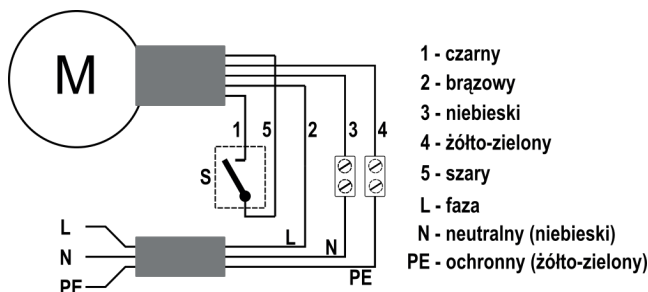 M
1 5 2 3 4
S
L
N
PE
L
N
PE
1 - czarny
2 - brązowy
3 - niebieski
4 - żółto-zielony
5 - szary
L - faza
N - neutralny (niebieski)
PE - ochronny (żółto-zielony)